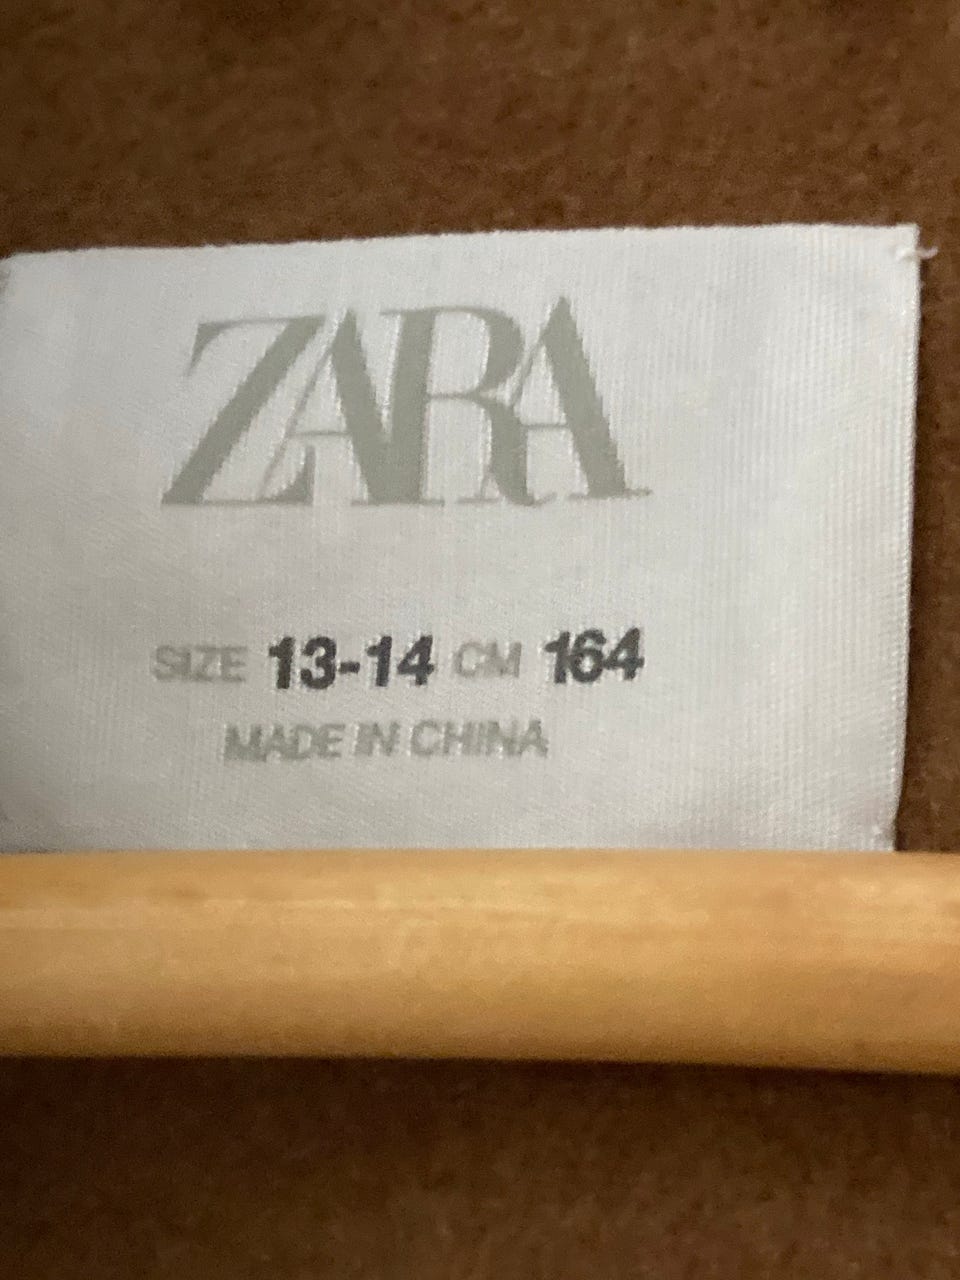 ZARA
SIZE 13-14 CM 164
MADE IN CHINA